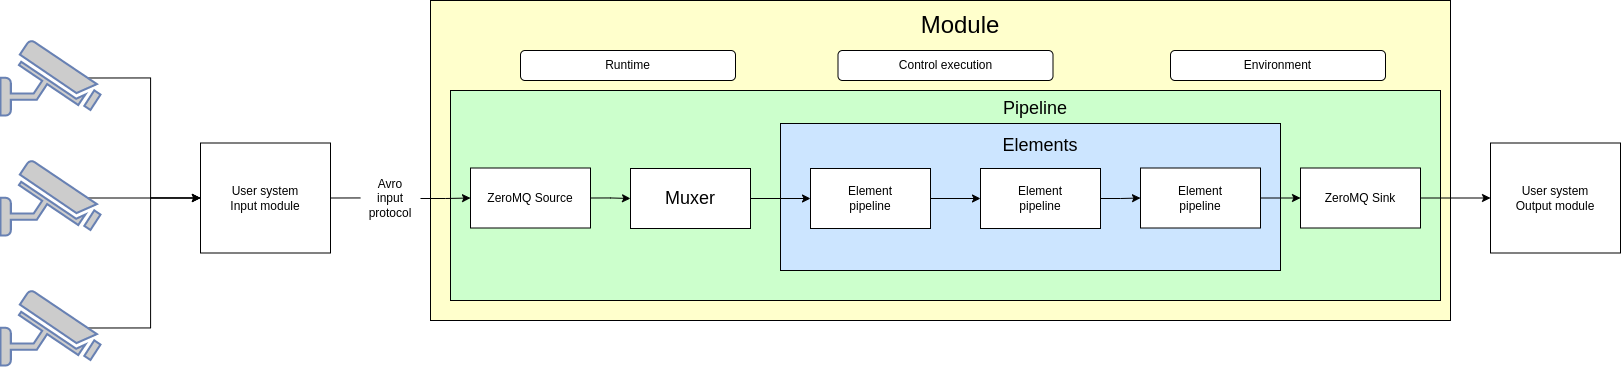 Module
Runtime
Control execution
Environment
Pipeline
Elements
User system
Input module
Avro
input
protocol
ZeroMQ Source
Muxer
Element
pipeline
Element
pipeline
Element
pipeline
ZeroMQ Sink
User system
Output module